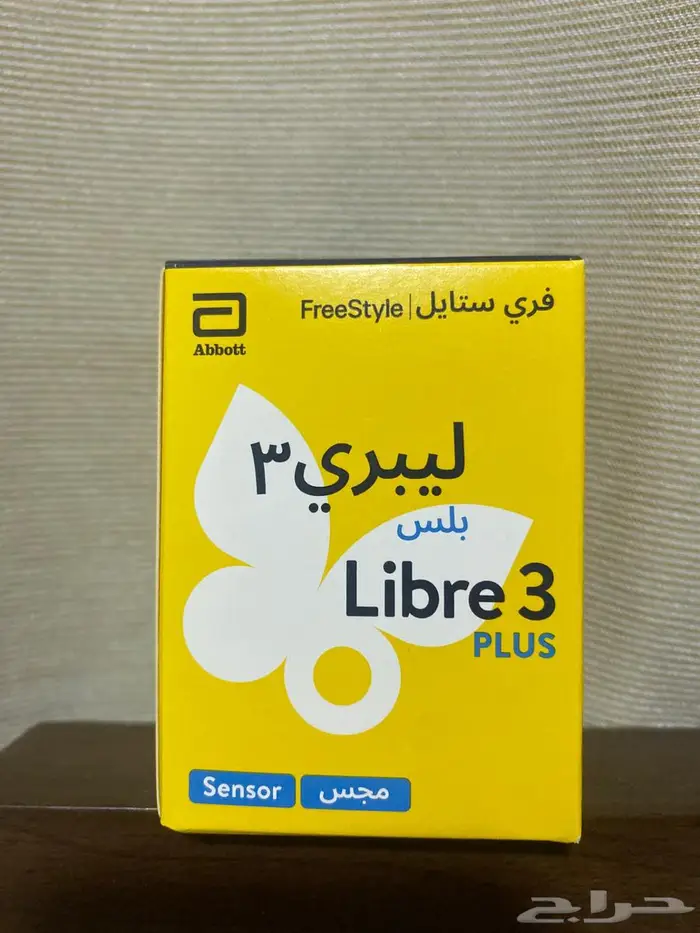 Abbott
FreeStyle | فري ستايل
ليبري ٣
بلس
Libre 3
PLUS
Sensor مجس
حراج